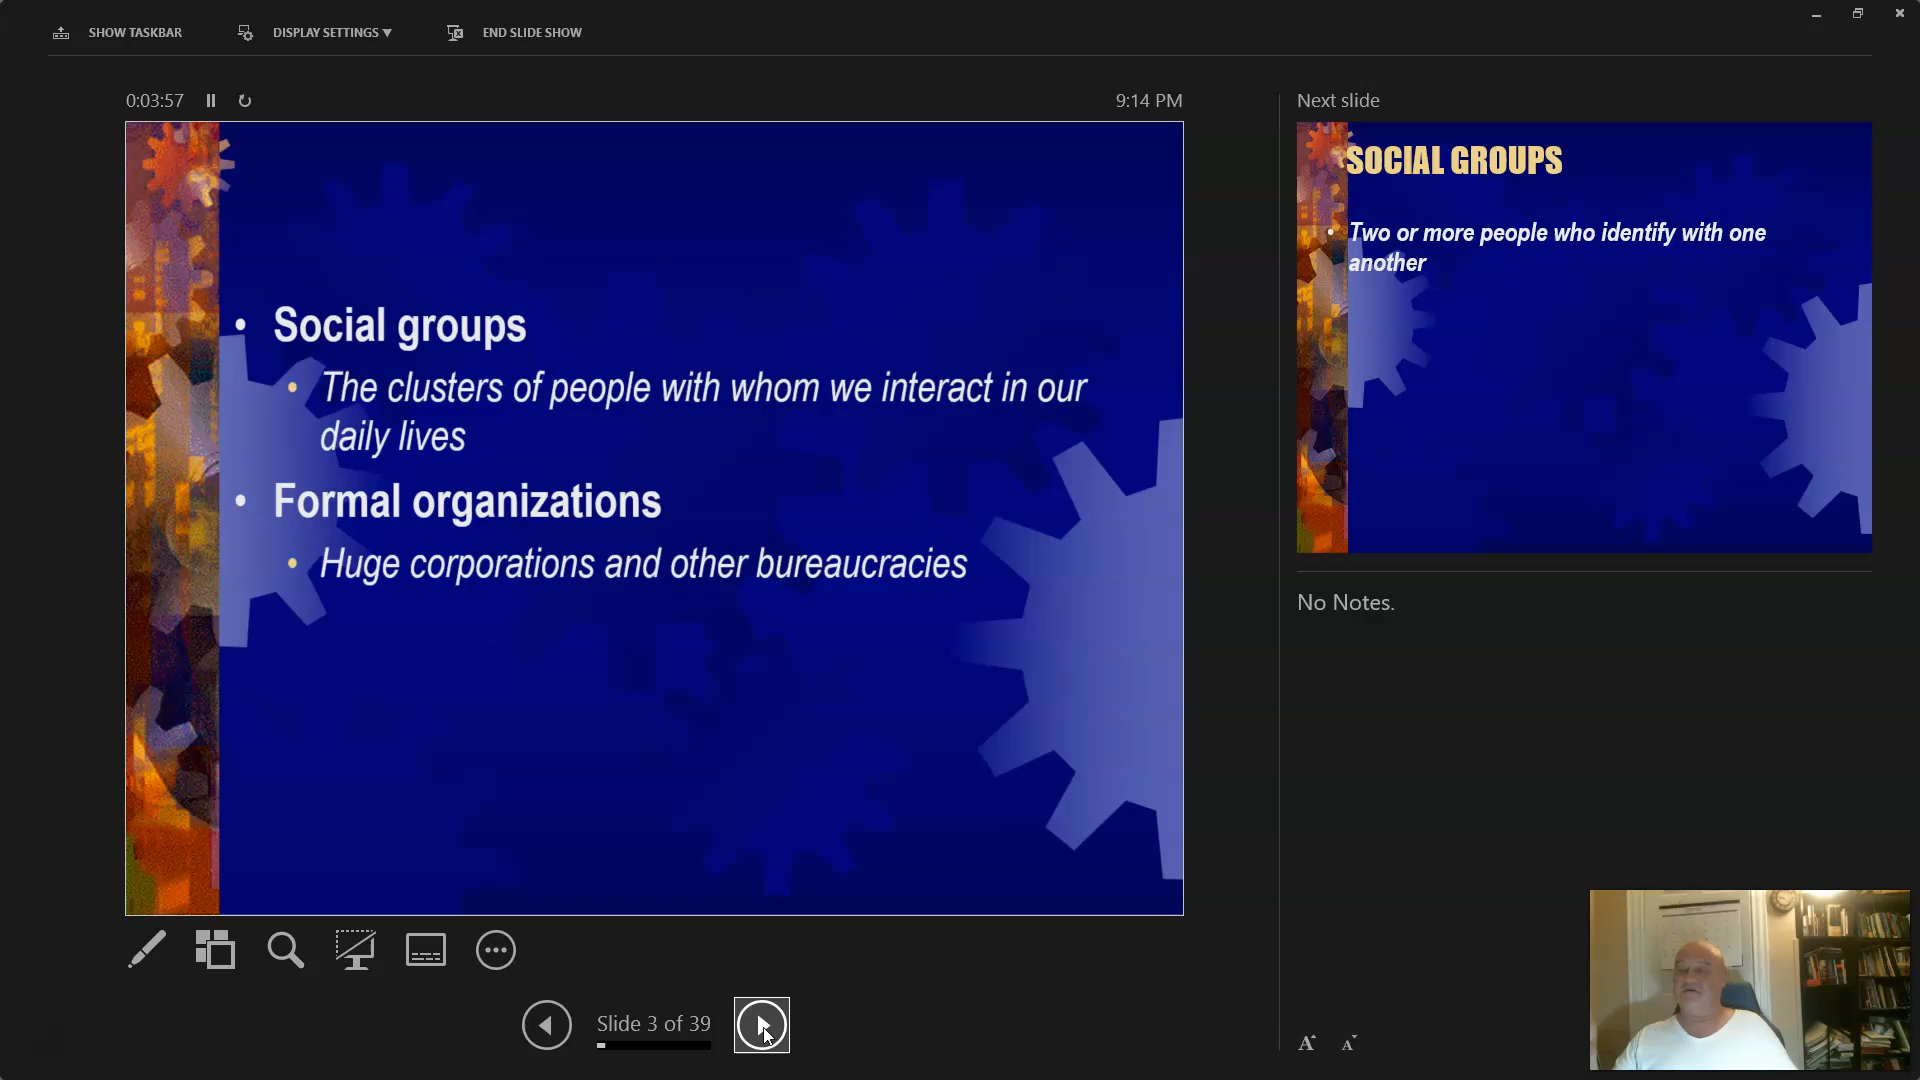 SHOW TASKBAR
DISPLAY SETTINGS ▼
END SLIDE SHOW
0:03:57
9:14 PM
• Social groups
• The clusters of people with whom we interact in our
daily lives
• Formal organizations
• Huge corporations and other bureaucracies
Slide 3 of 39
Next slide
SOCIAL GROUPS
• Two or more people who identify with one
another
No Notes.
A A